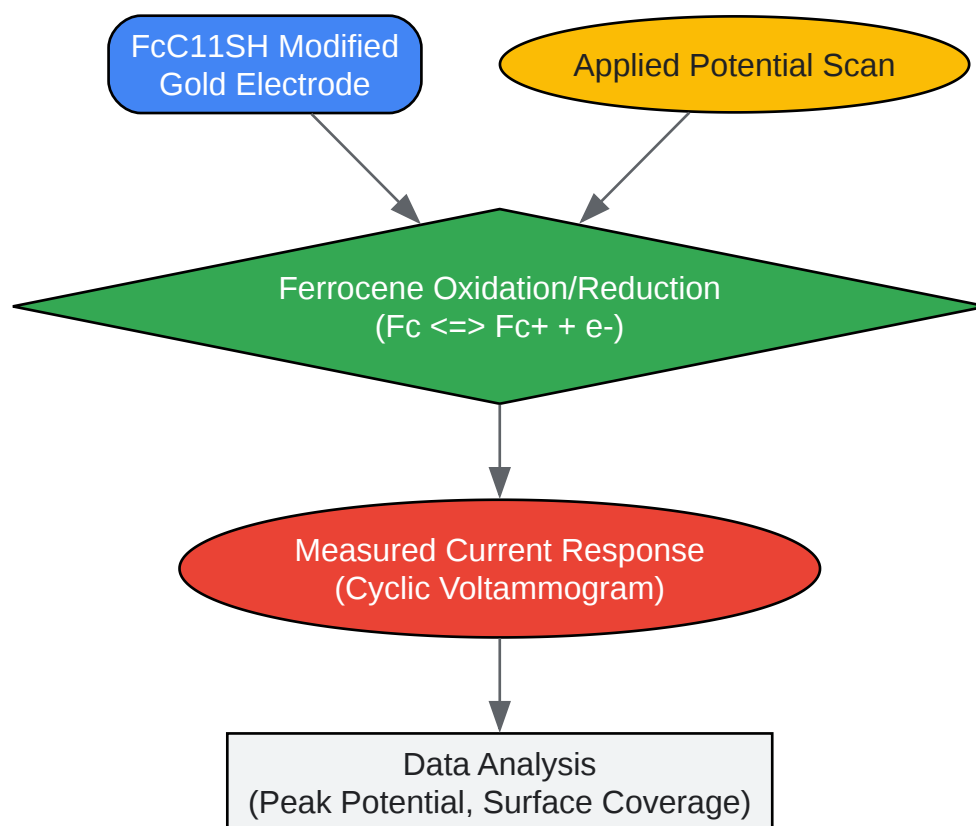 FcC11SH Modified
Gold Electrode
Applied Potential Scan
Ferrocene Oxidation/Reduction
(Fc <=> Fc+ + e-)
Measured Current Response
(Cyclic Voltammogram)
Data Analysis
(Peak Potential, Surface Coverage)